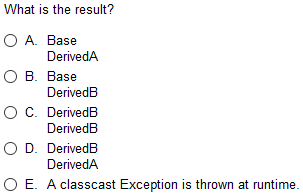 What is the result?
A. Base
DerivedA
B. Base
DerivedB
C. DerivedB
DerivedB
D. DerivedB
DerivedA
E. A classcast Exception is thrown at runtime.